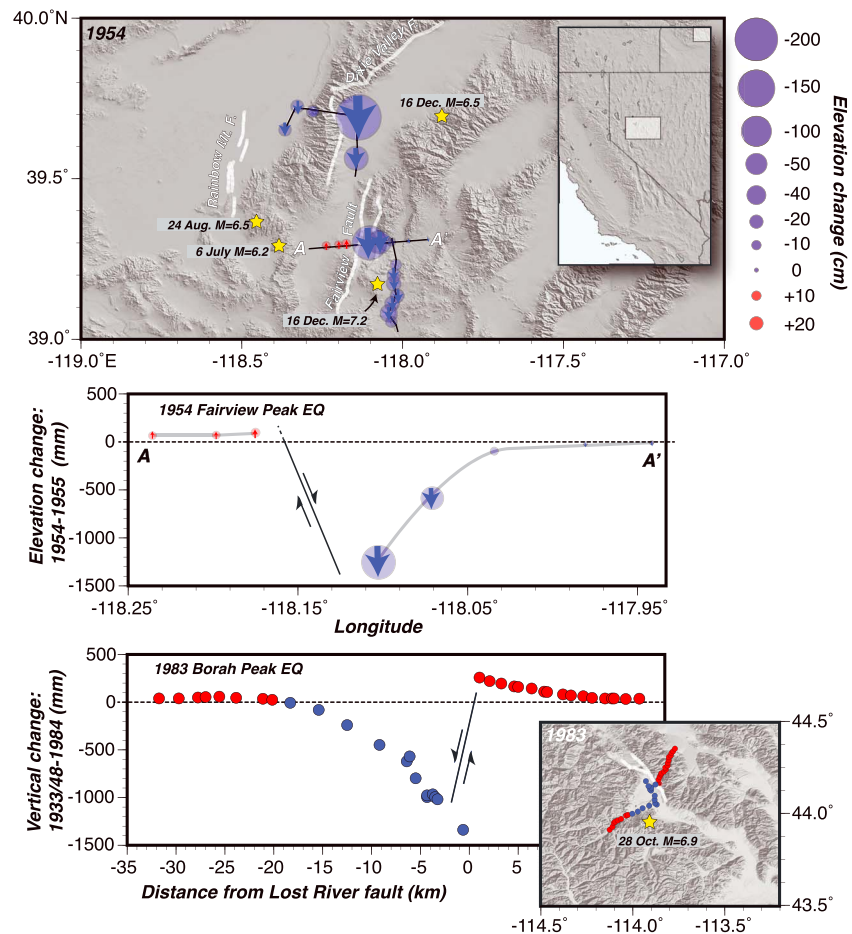 40.0°N
1954
Dixie Valley F.
16 Dec. M=6.5
Rainbow Mt. F.
39.5°
24 Aug. M=6.5
6 July M=6.2
A
Fairview Fault
A'
16 Dec. M=7.2
39.0°
-119.0°E
-118.5°
-118.0°
-117.5°
-117.0°
-200
-150
-100
-50
-40
-20
-10
0
+10
+20
Elevation change (cm)
1954 Fairview Peak EQ
500
0
-500
-1000
-1500
A
A'
Elevation change:
1954-1955 (mm)
-118.25°
-118.15°
-118.05°
-117.95°
Longitude
1983 Borah Peak EQ
500
0
-500
-1000
-1500
Vertical change:
1933/48-1984 (mm)
-35
-30
-25
-20
-15
-10
-5
0
5
Distance from Lost River fault (km)
1983
28 Oct. M=6.9
44.5°
44.0°
43.5°
-114.5°
-114.0°
-113.5°